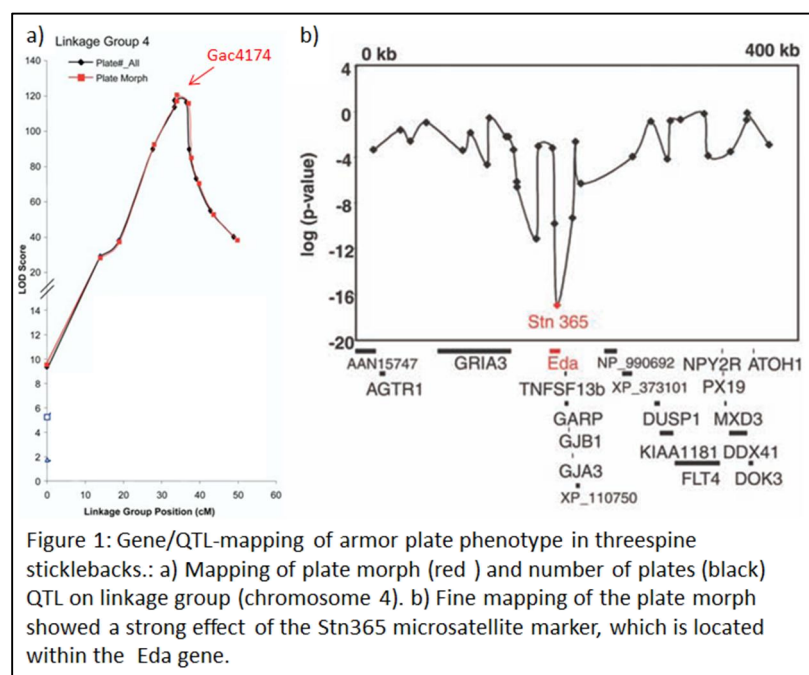 a)
Linkage Group 4
Plate#_All
Plate Morph
Gac4174
140
120
100
80
60
40
20
14
12
10
8
6
4
2
0
LOD Score
0 10 20 30 40 50 60
Linkage Group Position (cM)
b)
0 kb 400 kb
4
0
-4
-8
-12
-16
-20
log (p-value)
Stn 365
AAN15747 GRIA3 Eda NP_990692 NPY2R ATOH1
AGTR1 TNFSF13b XP_373101 PX19
GARP DUSP1 MXD3
GJB1 KIAA1181 DDX41
GJA3 FLT4 DOK3
XP_110750
Figure 1: Gene/QTL-mapping of armor plate phenotype in threespine
sticklebacks.: a) Mapping of plate morph (red ) and number of plates (black)
QTL on linkage group (chromosome 4). b) Fine mapping of the plate morph
showed a strong effect of the Stn365 microsatellite marker, which is located
within the Eda gene.